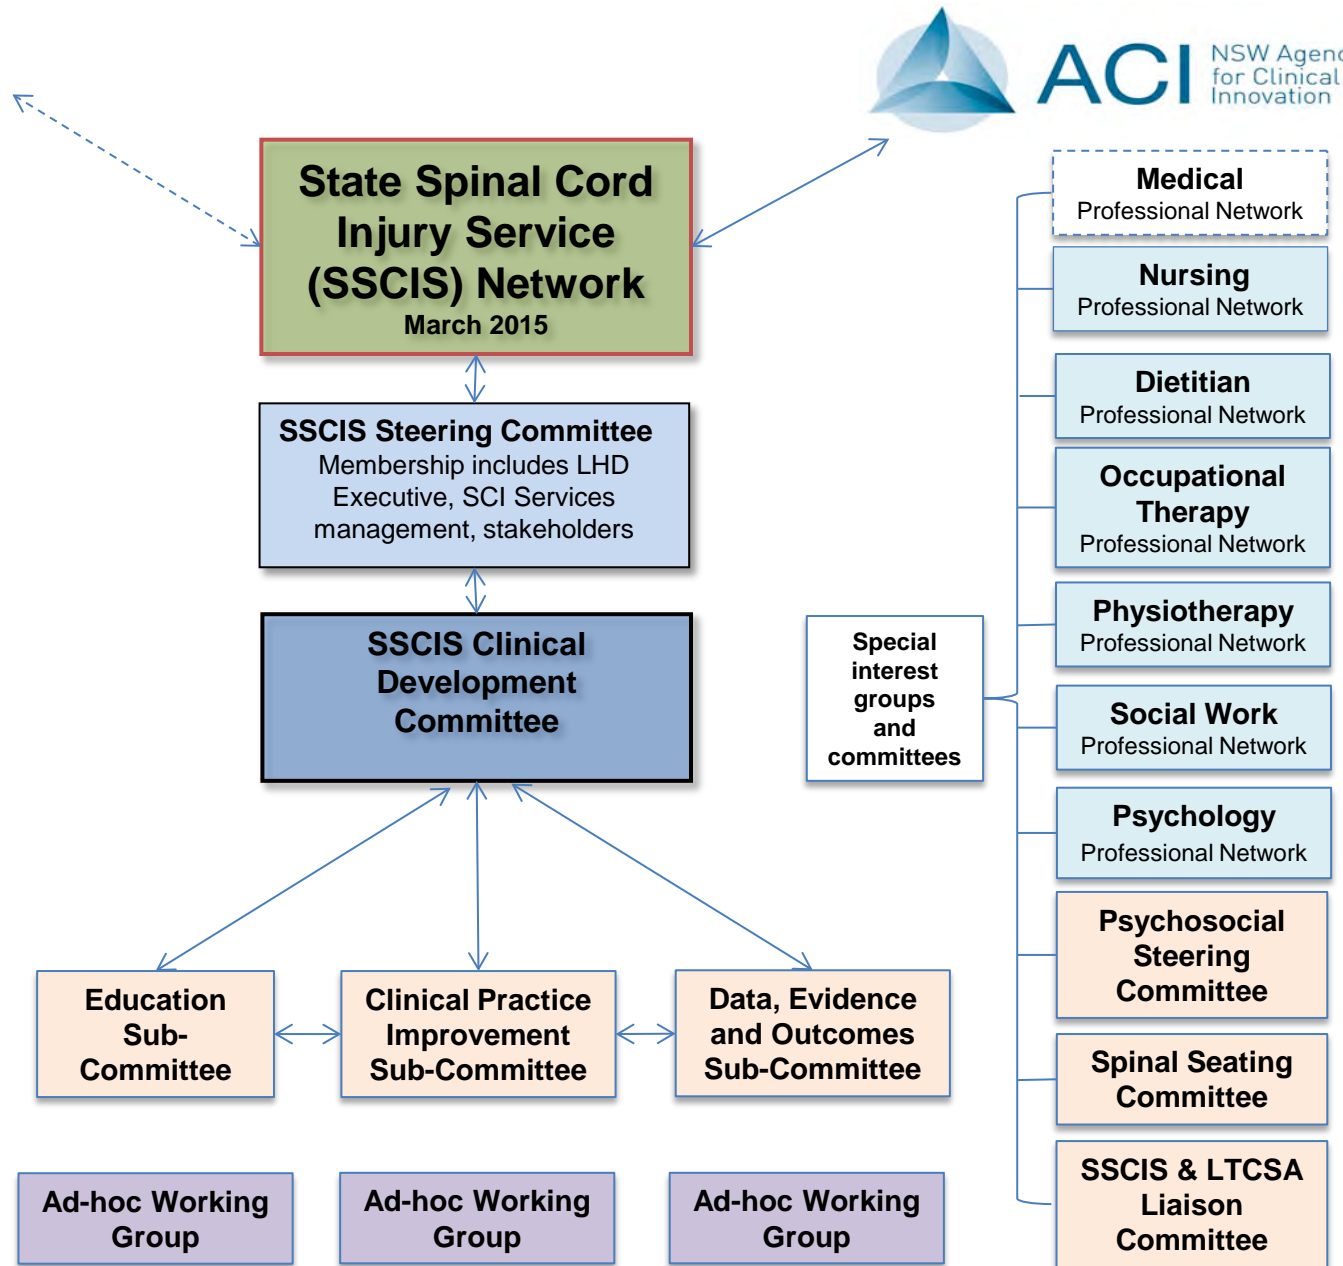 ACI
NSW Agenc
for Clinical
Innovation
State Spinal Cord
Injury Service
(SSCIS) Network
March 2015
SSCIS Steering Committee
Membership includes LHD
Executive, SCI Services
management, stakeholders
SSCIS Clinical
Development
Committee
Education
Sub-
Committee
Clinical Practice
Improvement
Sub-Committee
Data, Evidence
and Outcomes
Sub-Committee
Ad-hoc Working
Group
Ad-hoc Working
Group
Ad-hoc Working
Group
Special
interest
groups
and
committees
Medical
Professional Network
Nursing
Professional Network
Dietitian
Professional Network
Occupational
Therapy
Professional Network
Physiotherapy
Professional Network
Social Work
Professional Network
Psychology
Professional Network
Psychosocial
Steering
Committee
Spinal Seating
Committee
SSCIS & LTCSA
Liaison
Committee